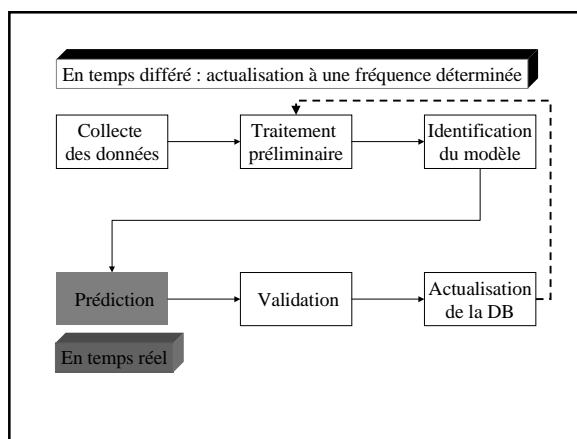 En temps différé : actualisation à une fréquence déterminée
Collecte
des données
Traitement
préliminaire
Identification
du modèle
Prédiction
Validation
Actualisation
de la DB
En temps réel